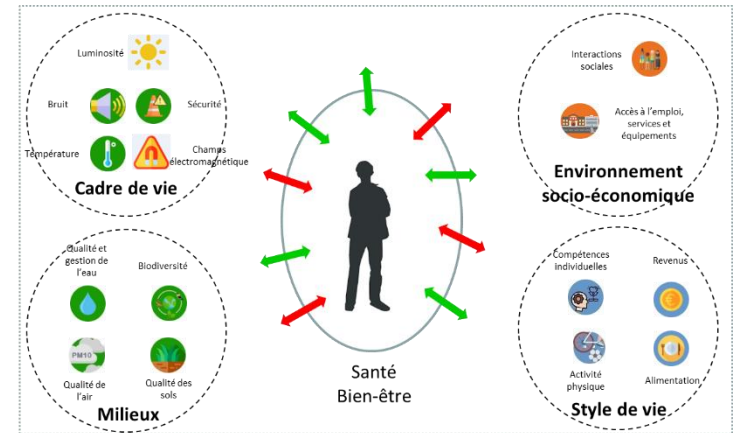 Luminosité
Bruit
Sécurité
Température
Champs
électromagnétique
Cadre de vie
Interactions
sociales
Accès à l'emploi,
services et
équipements
Environnement
socio-économique
Qualité et
gestion de
l'eau
Biodiversité
PM10
Qualité de
l'air
Qualité des
sols
Milieux
Santé
Bien-être
Compétences
individuelles
Revenus
Activité
physique
Alimentation
Style de vie